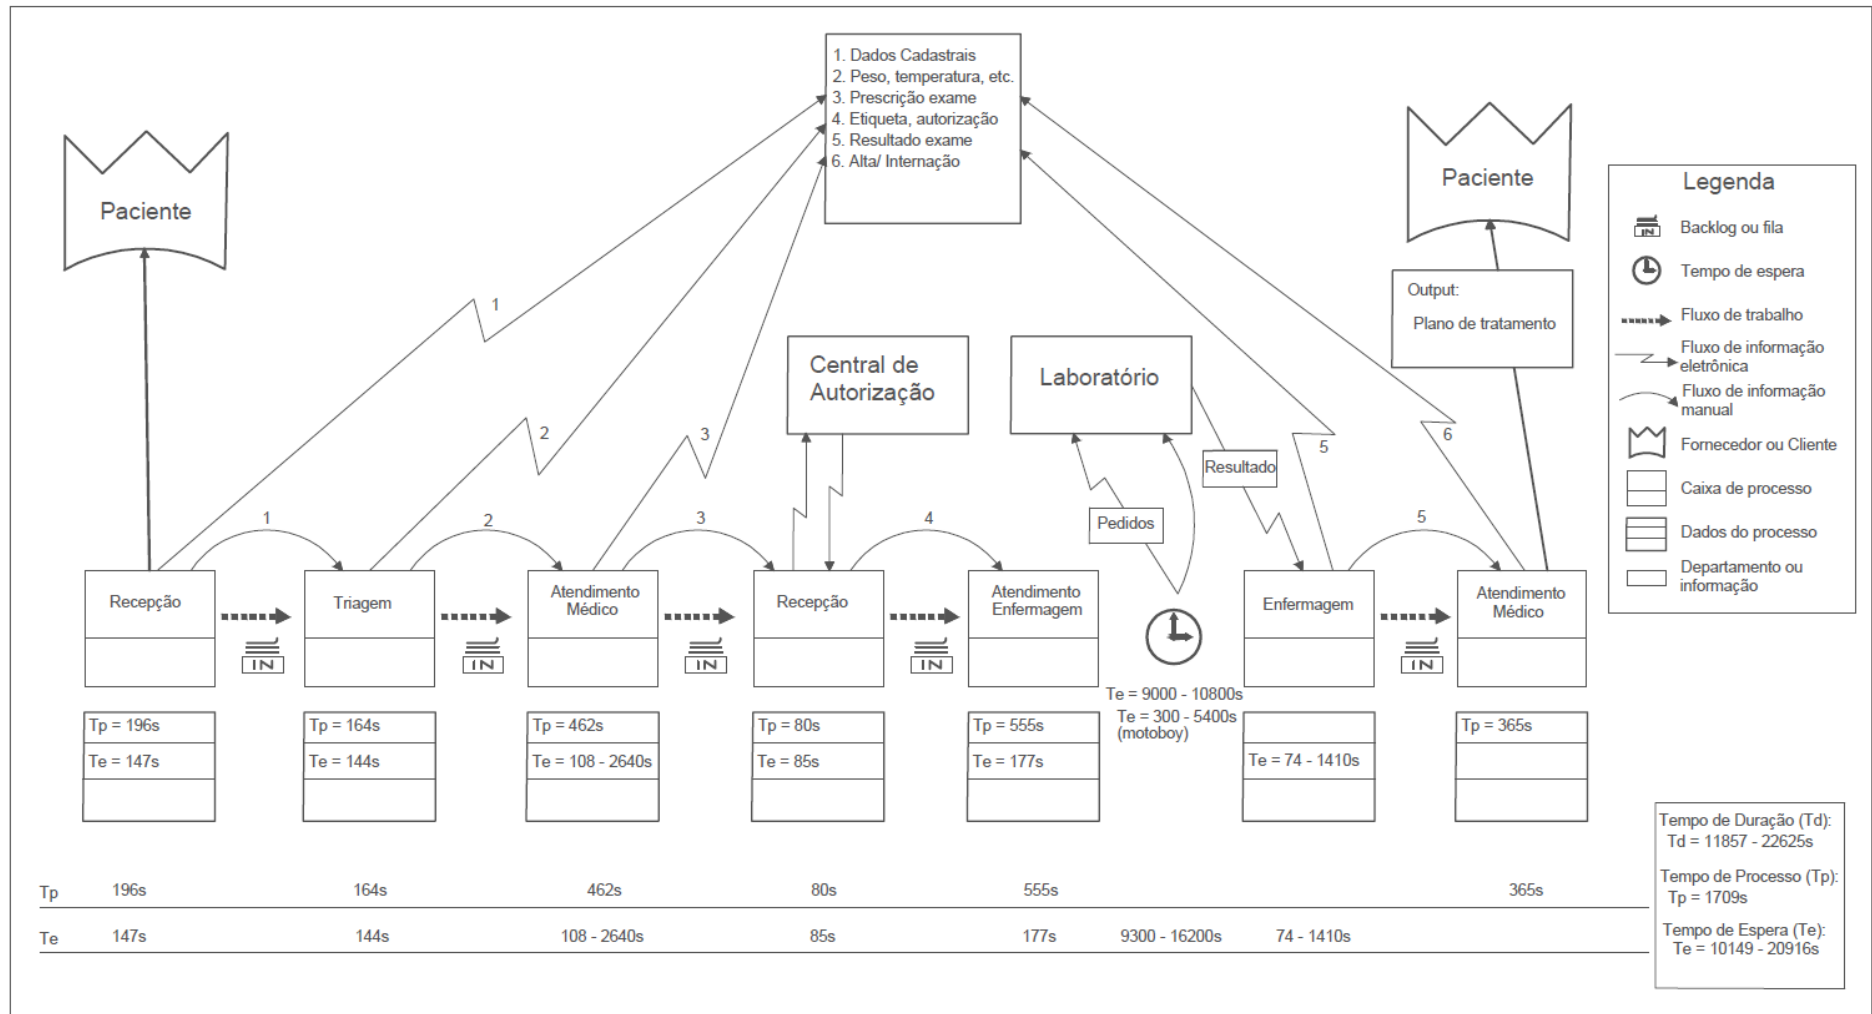 1. Dados Cadastrais
2. Peso, temperatura, etc.
3. Prescrição exame
4. Etiqueta, autorização
5. Resultado exame
6. Alta/ Internação
Paciente
Paciente
Legenda
Backlog ou fila
Tempo de espera
Fluxo de trabalho
Fluxo de informação
eletrônica
Fluxo de informação
manual
Fornecedor ou Cliente
Caixa de processo
Dados do processo
Departamento ou
informação
IN
Output:
Plano de tratamento
1
2
3
5
6
Central de
Autorização
Laboratório
Resultado
Pedidos
1
2
3
4
5
Recepção
Triagem
Atendimento
Médico
Recepção
Atendimento
Enfermagem
Enfermagem
Atendimento
Médico
IN
IN
IN
IN
IN
Te = 9000 - 10800s
Te = 300 - 5400s
(motoboy)
Tp = 196s
Te = 147s
Tp = 164s
Te = 144s
Tp = 462s
Te = 108 - 2640s
Tp = 80s
Te = 85s
Tp = 555s
Te = 177s
Te = 74 - 1410s
Tp = 365s
Tp 196s 164s 462s 80s 555s 365s
Te 147s 144s 108 - 2640s 85s 177s 9300 - 16200s 74 - 1410s
Tempo de Duração (Td):
Td = 11857 - 22625s
Tempo de Processo (Tp):
Tp = 1709s
Tempo de Espera (Te):
Te = 10149 - 20916s